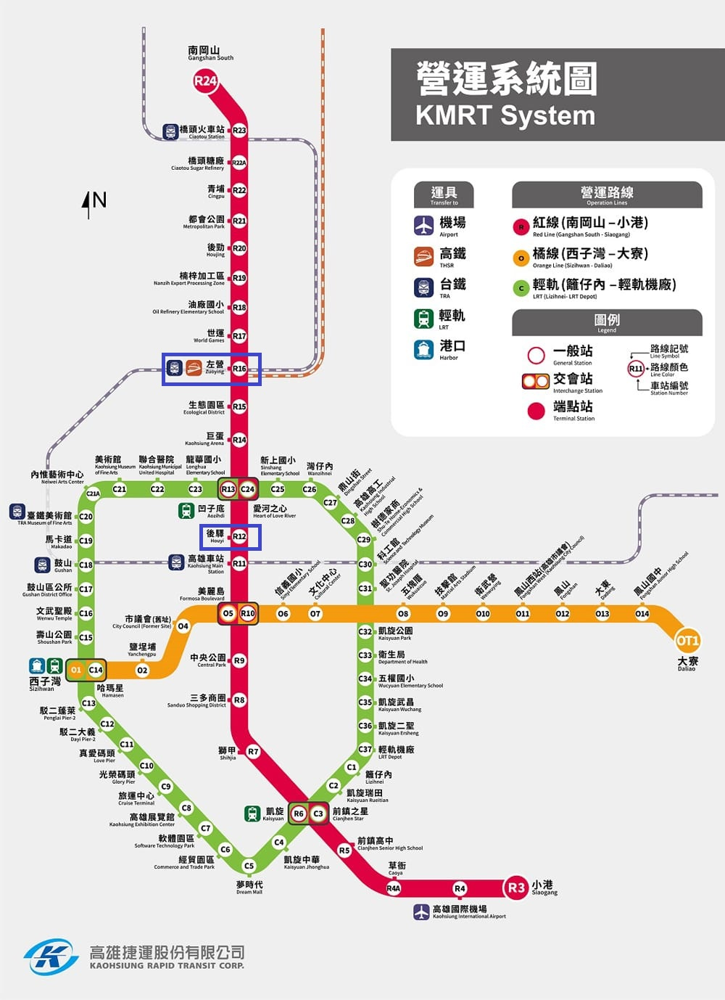 營運系統圖
KMRT System
N
運具
Transfer to
機場
Airport
高鐵
THSR
台鐵
TRA
輕軌
LRT
港口
Harbor
營運路線
Operation Lines
R 紅線 (南岡山－小港)
Red Line (Gangshan South - Siaogang)
O 橘線 (西子灣－大寮)
Orange Line (Sizihwan - Daliao)
C 輕軌 (籬仔內－輕軌機廠)
LRT (Lizihnei- LRT Depot)
圖例
Legend
一般站
General Station
交會站
Interchange Station
端點站
Terminal Station
R11
路線記號
Line Symbol
路線顏色
Line Color
車站編號
Station Number
南岡山
Gangshan South
R24
橋頭火車站 R23
Ciaotou Station
橋頭糖廠 R22A
Ciaotou Sugar Refinery
青埔 R22
Cingpu
都會公園 R21
Metropolitan Park
後勁 R20
Houjing
楠梓加工區 R19
Nanzih Export Processing Zone
油廠國小 R18
Oil Refinery Elementary School
世運 R17
World Games
左營 R16
Zuoying
生態園區 R15
Ecological District
巨蛋 R14
Kaohsiung Arena
凹子底 R13
Aozihdi
C24 愛河之心
Heart of Love River
後驛 R12
Houyi
高雄車站 R11
Kaohsiung Main
Station
美麗島 O5 R10
Formosa Boulevard
中央公園 R9
Central Park
三多商圈 R8
Sanduo Shopping District
獅甲 R7
Shihjia
凱旋 R6
Kaisyuan
C3 前鎮之星
Cianjhen Star
R5 前鎮高中
Cianjhen Senior High School
草衙
Caoya
R4A
R4
高雄國際機場
Kaohsiung International Airport
R3 小港
Siaogang
西子灣 O1
Sizihwan
C14 哈瑪星
Hamasen
鹽埕埔
Yanchengpu
O2
市議會(舊址) O4
City Council (Former Site)
信義國小
Sinyi Elementary School
O6
文化中心
Cultural Center
O7
五塊厝
Wukuaicuo
O8
技擊館
Martial Arts Stadium
O9
衛武營
Weiwuying
O10
鳳山西站(高雄市議會)
Fongshan West (Kaohsiung City Council)
O11
鳳山
Fongshan
O12
大東
Dadong
O13
鳳山國中
Fongshan Junior High School
O14
OT1
大寮
Daliao
C1 籬仔內
Lizihnei
C2 凱旋瑞田
Kaisyuan Rueitian
C4 凱旋中華
Kaisyuan Jhonghua
C5
夢時代
Dream Mall
經貿園區 C6
Commerce and Trade Park
軟體園區 C7
Software Technology Park
高雄展覽館 C8
Kaohsiung Exhibition Center
旅運中心 C9
Cruise Terminal
光榮碼頭 C10
Glory Pier
真愛碼頭 C11
Love Pier
駁二大義 C12
Dayi Pier-2
駁二蓬萊 C13
Penglai Pier-2
壽山公園 C15
Shoushan Park
文武聖殿 C16
Wenwu Temple
鼓山區公所 C17
Gushan District Office
鼓山 C18
Gushan
馬卡道 C19
Makadao
臺鐵美術館 C20
TRA Museum of Fine Arts
內惟藝術中心 C21A
Neiwei Arts Center
美術館
Kaohsiung Museum
of Fine Arts
C21
聯合醫院
Kaohsiung Municipal
United Hospital
C22
龍華國小
Longhua
Elementary School
C23
新上國小
Sinshang
Elementary School
C25
灣仔內
Wanzihnei
C26
鼎山街
Dingshan Street
C27
高雄高工
Kaohsiung Industrial
High School
C28
樹德家商
Shu-Te Home-Economics &
Commercial High School
C29
科工館
Science and Technology Museum
C30
聖功醫院
St. Joseph Hospital
C31
C32 凱旋公園
Kaisyuan Park
C33 衛生局
Department of Health
C34 五權國小
Wucyuan Elementary School
C35 凱旋武昌
Kaisyuan Wuchang
C36 凱旋二聖
Kaisyuan Ersheng
C37 輕軌機廠
LRT Depot
高雄捷運股份有限公司
KAOHSIUNG RAPID TRANSIT CORP.